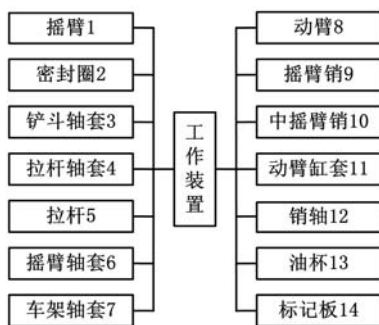 摇臂1
密封圈2
铲斗轴套3
拉杆轴套4
拉杆5
摇臂轴套6
车架轴套7
工作装置
动臂8
摇臂销9
中摇臂销10
动臂缸套11
销轴12
油杯13
标记板14